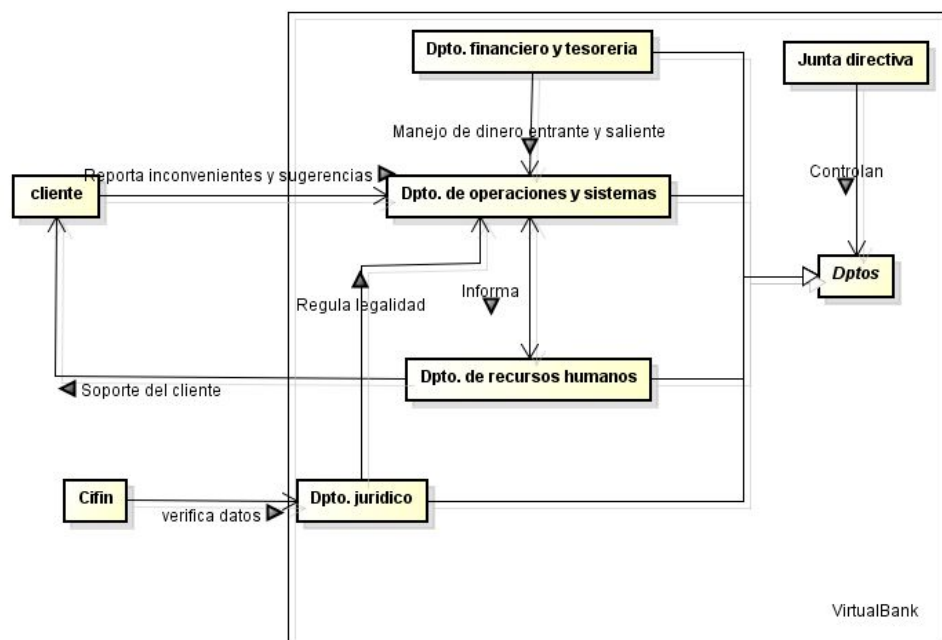 Dpto. financiero y tesoreria
Junta directiva
Manejo de dinero entrante y saliente
Reporta inconvenientes y sugerencias
Controlan
cliente
Dpto. de operaciones y sistemas
Dptos
Informa
Regula legalidad
Dpto. de recursos humanos
Soporte del cliente
Cifin
Dpto. juridico
verifica datos
VirtualBank